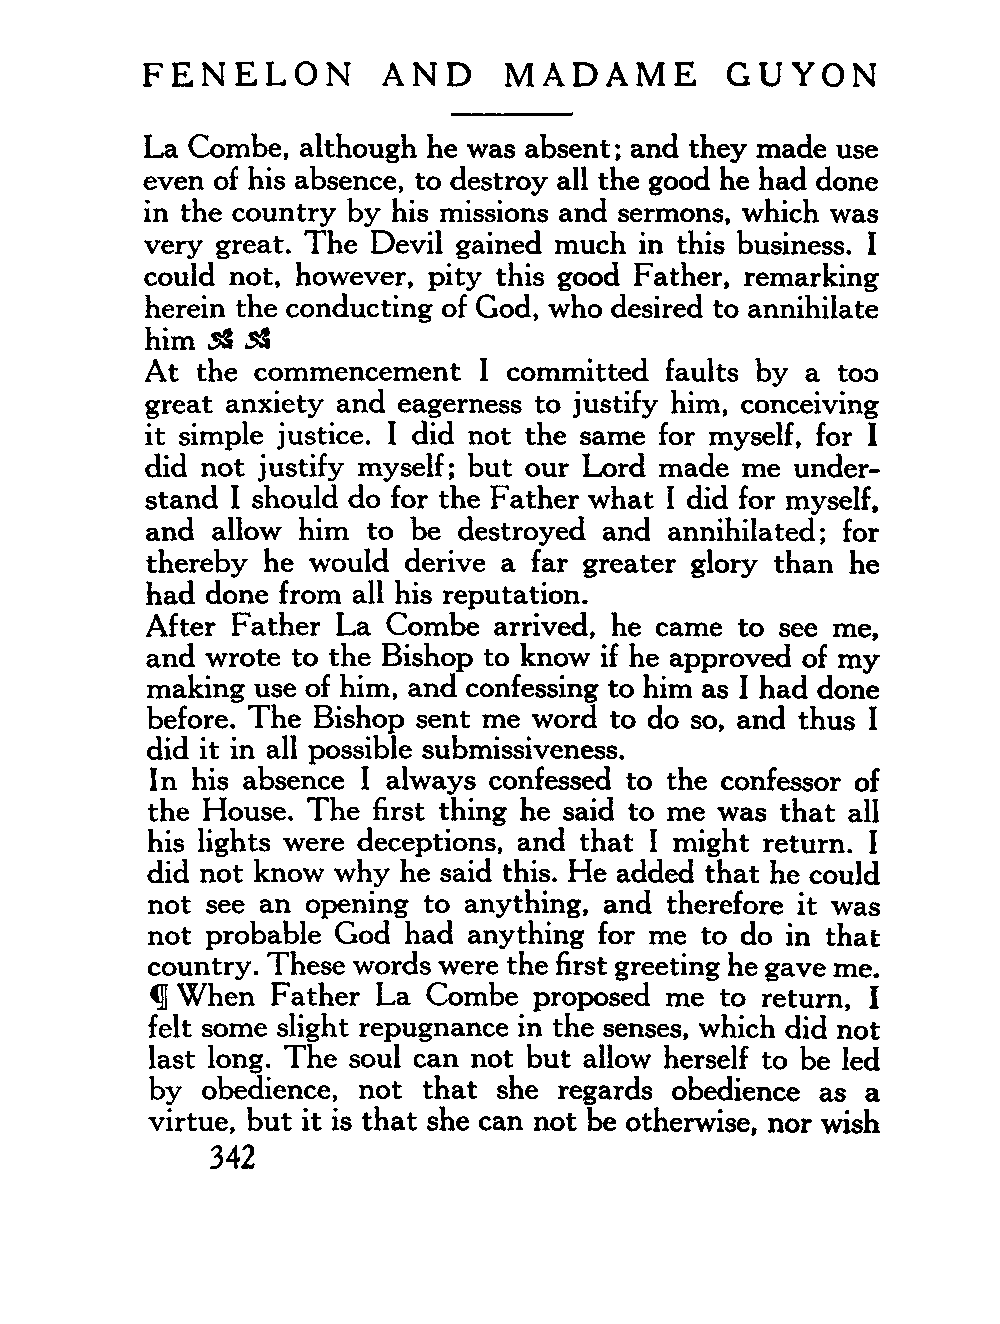 FENELON AND MADAME GUYON
La Combe, although he was absent; and they made use
even of his absence, to destroy all the good he had done
in the country by his missions and sermons, which was
very great. The Devil gained much in this business. I
could not, however, pity this good Father, remarking
herein the conducting of God, who desired to annihilate
him
At the commencement I committed faults by a too
great anxiety and eagerness to justify him, conceiving
it simple justice. I did not the same for myself, for I
did not justify myself; but our Lord made me under-
stand I should do for the Father what I did for myself,
and allow him to be destroyed and annihilated; for
thereby he would derive a far greater glory than he
had done from all his reputation.
After Father La Combe arrived, he came to see me,
and wrote to the Bishop to know if he approved of my
making use of him, and confessing to him as I had done
before. The Bishop sent me word to do so, and thus I
did it in all possible submissiveness.
In his absence I always confessed to the confessor of
the House. The first thing he said to me was that all
his lights were deceptions, and that I might return. I
did not know why he said this. He added that he could
not see an opening to anything, and therefore it was
not probable God had anything for me to do in that
country. These words were the first greeting he gave me.
¶ When Father La Combe proposed me to return, I
felt some slight repugnance in the senses, which did not
last long. The soul can not but allow herself to be led
by obedience, not that she regards obedience as a
virtue, but it is that she can not be otherwise, nor wish
342